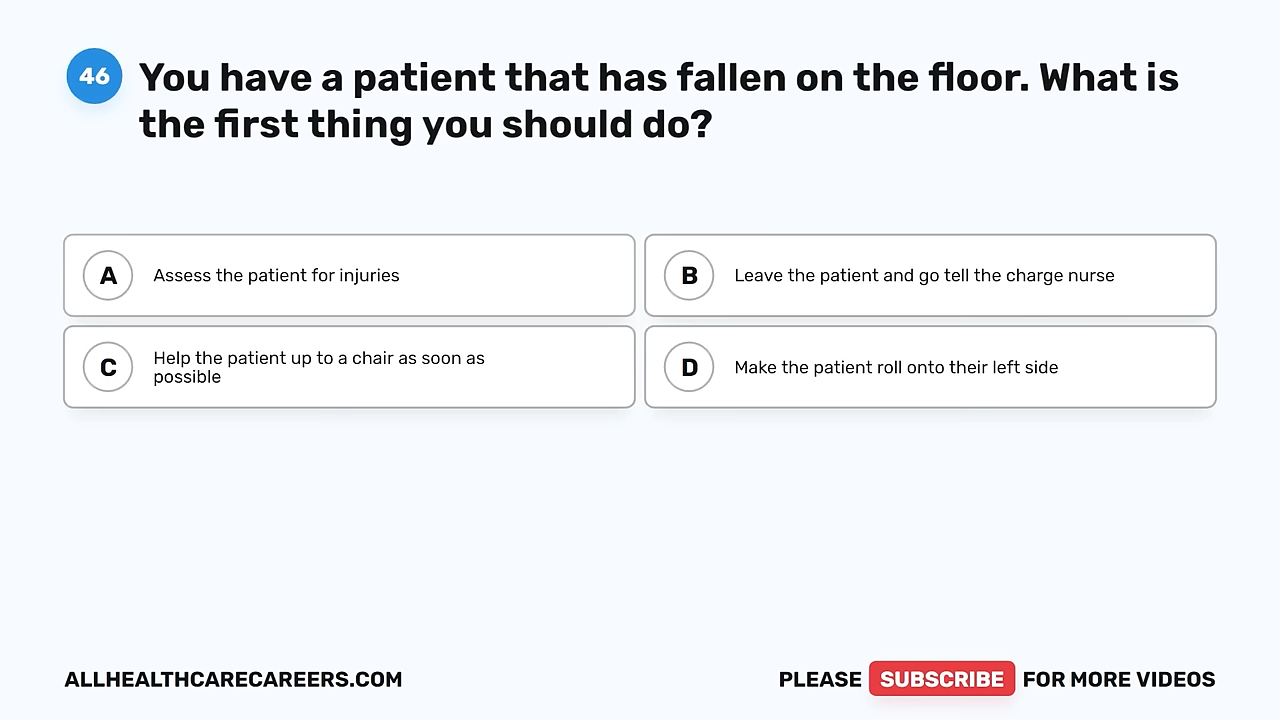 46
You have a patient that has fallen on the floor. What is
the first thing you should do?
A
Assess the patient for injuries
B
Leave the patient and go tell the charge nurse
C
Help the patient up to a chair as soon as
possible
D
Make the patient roll onto their left side
ALLHEALTHCARECAREERS.COM
PLEASE SUBSCRIBE FOR MORE VIDEOS